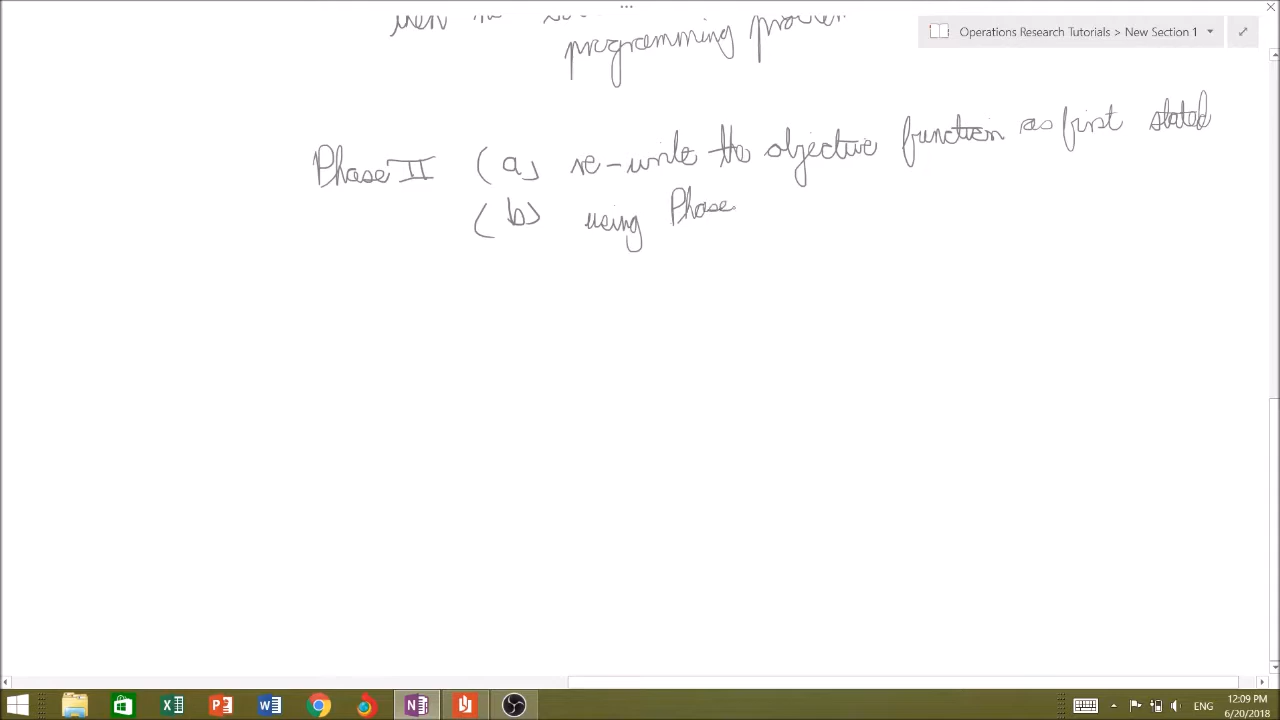 Operations Research Tutorials > New Section 1
programming
Phase II (a) re-write the objective function as first stated
(b) using Phase
ENG
12:09 PM
6/20/2018